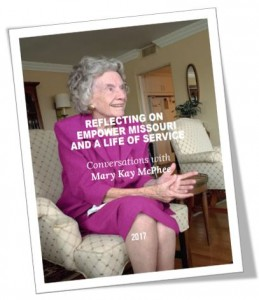 REFLECTING ON
EMPOWER MISSOURI
AND A LIFE OF SERVICE
Conversations with
Mary Kay McPhee
2017